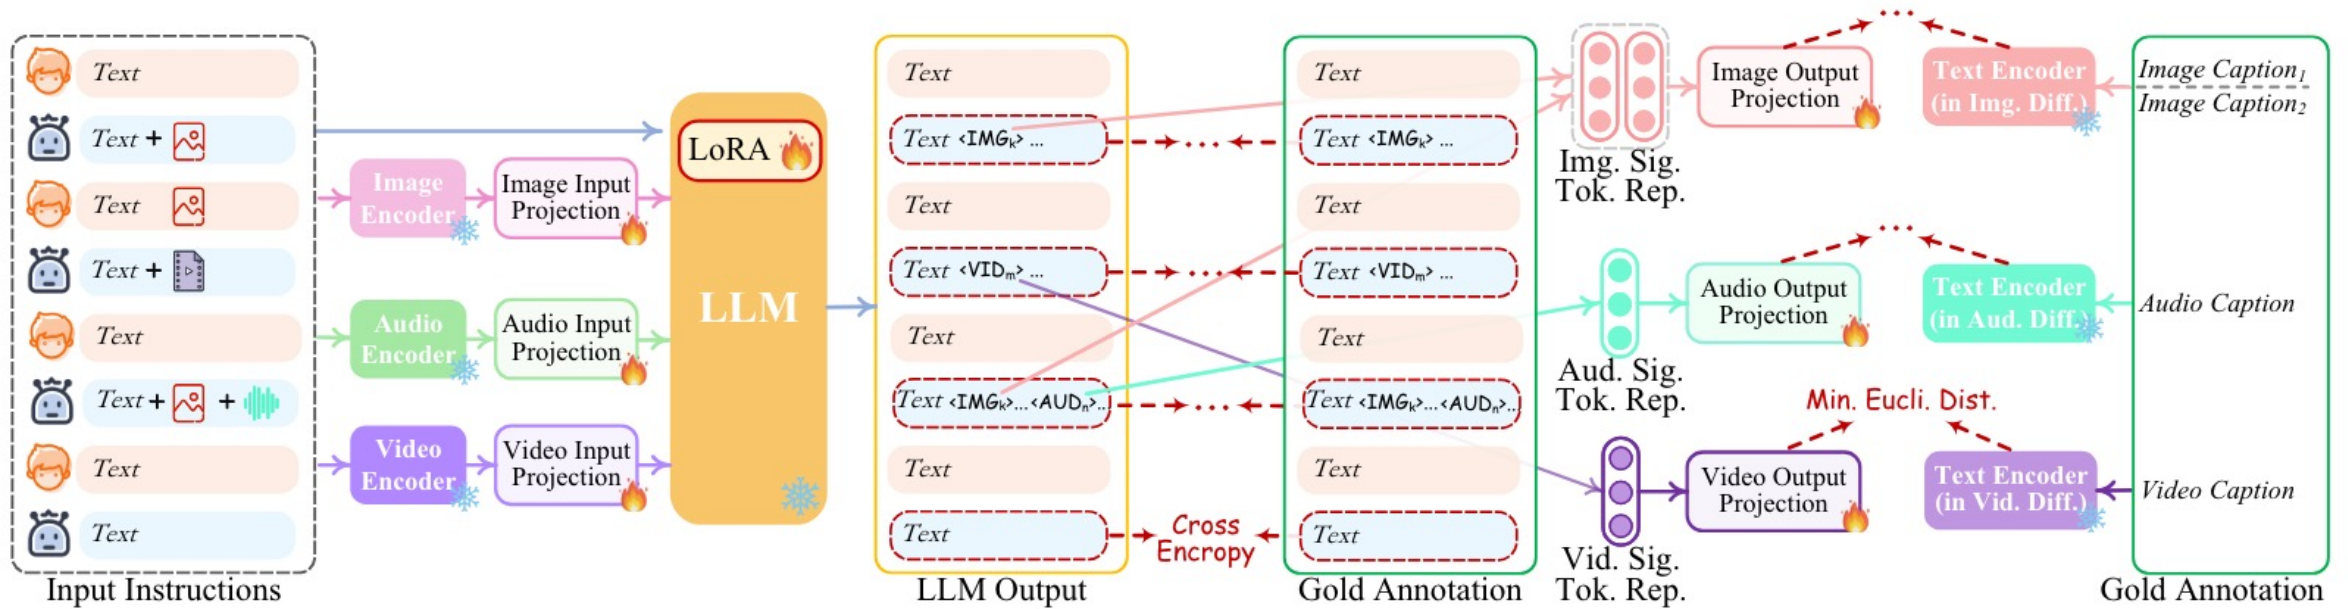 Text
Text +
Text
Text +
Text
Text + +
Text
Text
Input Instructions
Image
Encoder
Image Input
Projection
Audio
Encoder
Audio Input
Projection
Video
Encoder
Video Input
Projection
LoRA
LLM
Text
Text <IMGₖ> ...
Text
Text <VIDₘ> ...
Text
Text <IMGₖ>...<AUDₙ>..
Text
Text
LLM Output
...
...
...
Cross
Encropy
Text
Text <IMGₖ> ...
Text
Text <VIDₘ> ...
Text
Text <IMGₖ>...<AUDₙ>..
Text
Text
Gold Annotation
Img. Sig.
Tok. Rep.
Image Output
Projection
...
Text Encoder
(in Img. Diff.)
Image Caption₁
Image Caption₂
Aud. Sig.
Tok. Rep.
Audio Output
Projection
...
Text Encoder
(in Aud. Diff.)
Audio Caption
Min. Eucli. Dist.
Vid. Sig.
Tok. Rep.
Video Output
Projection
Text Encoder
(in Vid. Diff.)
Video Caption
Gold Annotation